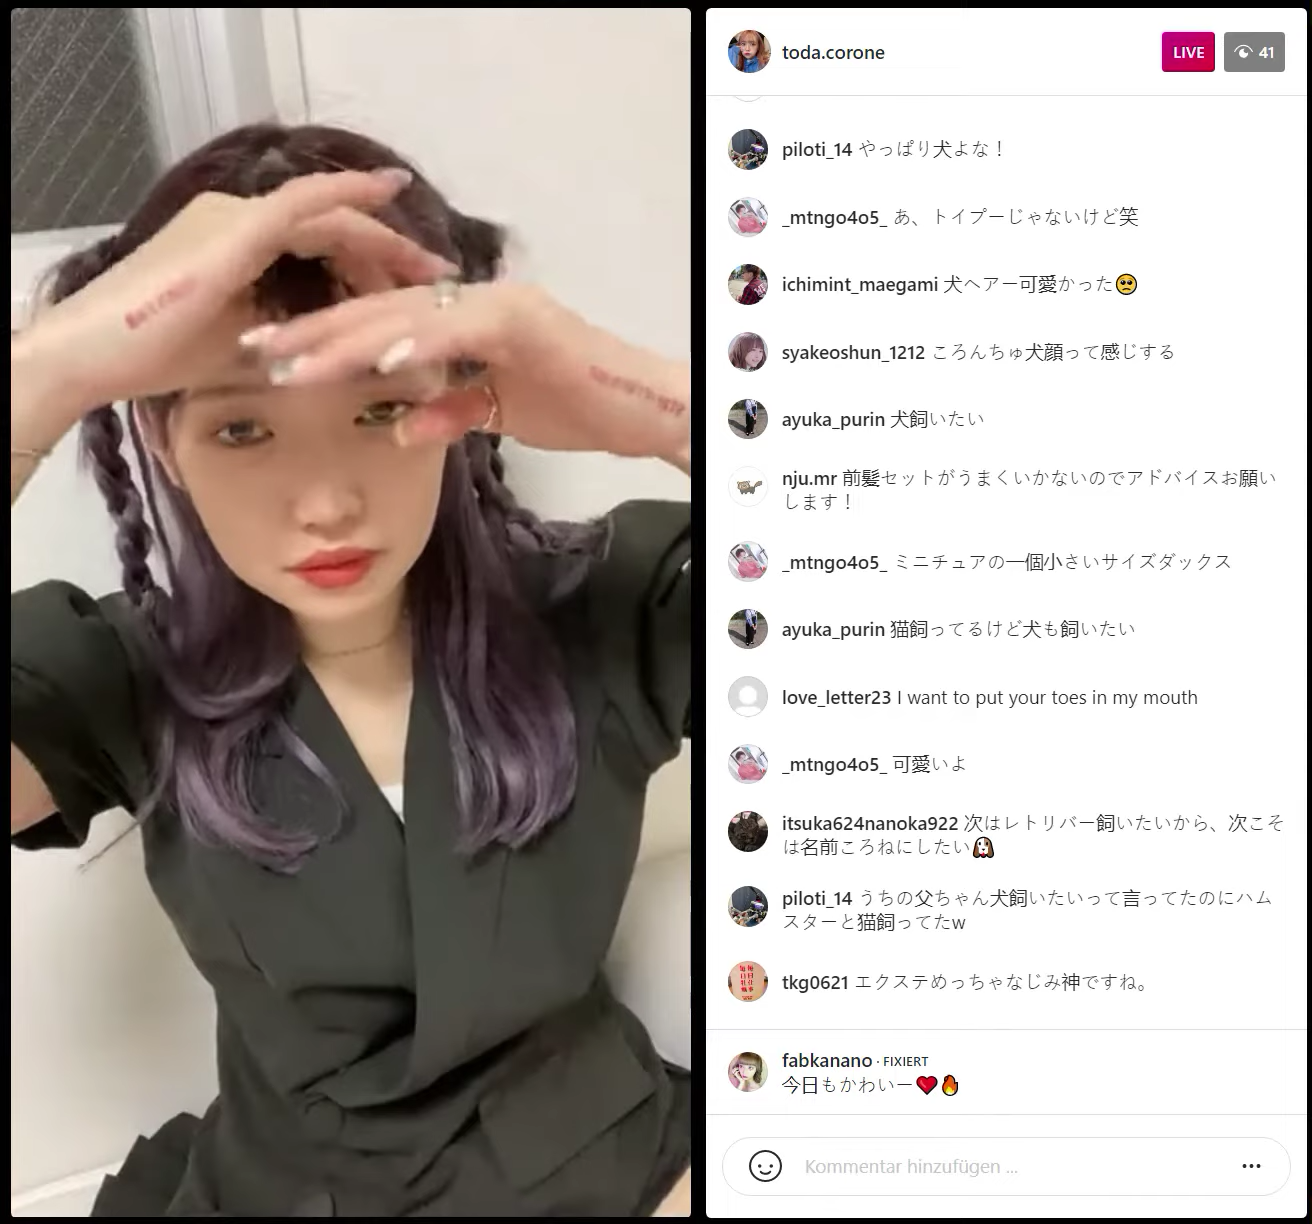 toda.corone
LIVE
41
piloti_14 やっぱり犬よな！
_mtngo4o5_ あ、トイプーじゃないけど笑
ichimint_maegami 犬ヘアー可愛かった🥺
syakeoshun_1212 ころんちゅ犬顔って感じする
ayuka_purin 犬飼いたい
nju.mr 前髪セットがうまくいかないのでアドバイスお願い
します！
_mtngo4o5_ ミニチュアの一個小さいサイズダックス
ayuka_purin 猫飼ってるけど犬も飼いたい
love_letter23 I want to put your toes in my mouth
_mtngo4o5_ 可愛いよ
itsuka624nanoka922 次はレトリバー飼いたいから、次こそ
は名前ころねにしたい🐶
piloti_14 うちの父ちゃん犬飼いたいって言ってたのにハム
スターと猫飼ってたw
tkg0621 エクステめっちゃなじみ神ですね。
fabkanano · FIXIERT
今日もかわいー❤️🔥
Kommentar hinzufügen ...